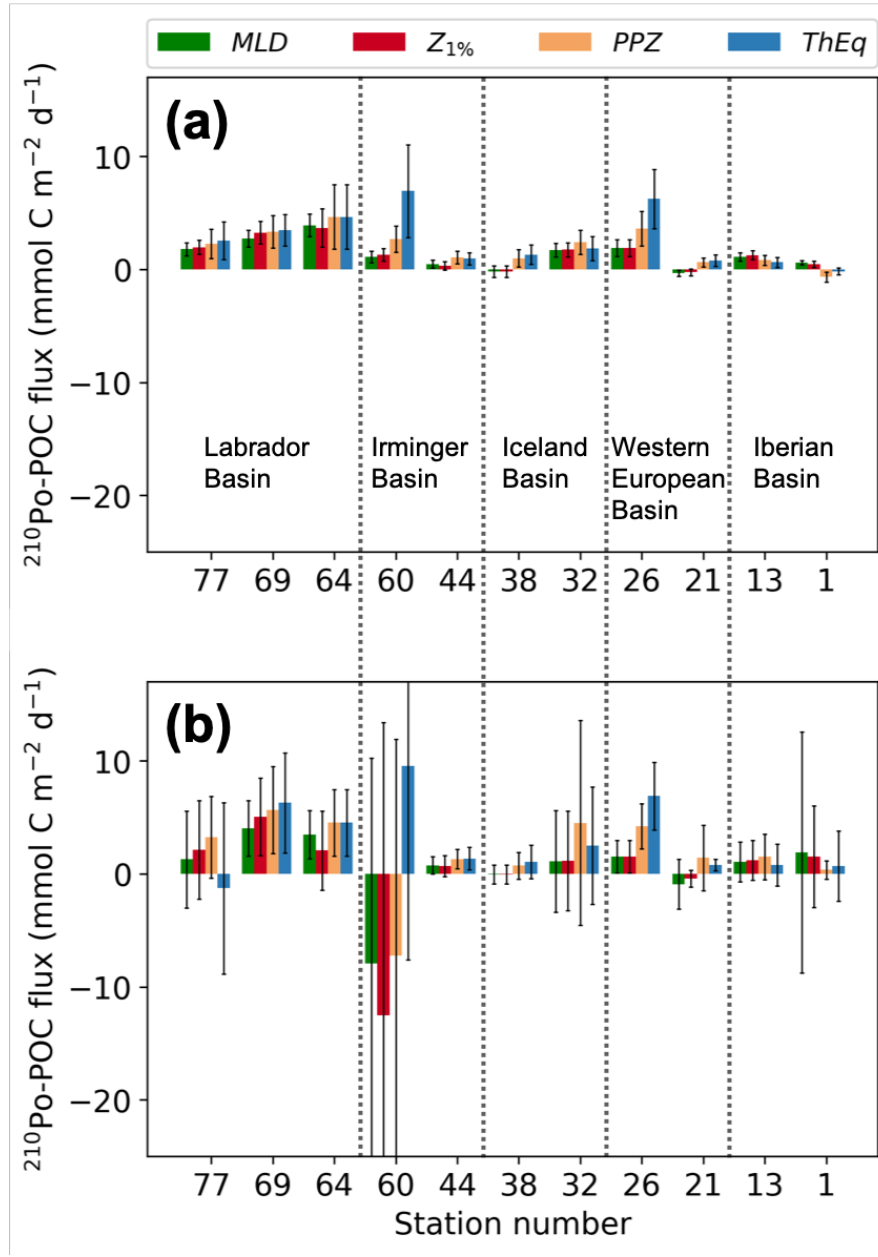 MLD Z1% PPZ ThEq
(a)
10
0
−10
−20
²¹⁰Po-POC flux (mmol C m⁻² d⁻¹)
Labrador Basin
Irminger Basin
Iceland Basin
Western European Basin
Iberian Basin
77 69 64 60 44 38 32 26 21 13 1
(b)
10
0
−10
−20
²¹⁰Po-POC flux (mmol C m⁻² d⁻¹)
77 69 64 60 44 38 32 26 21 13 1
Station number